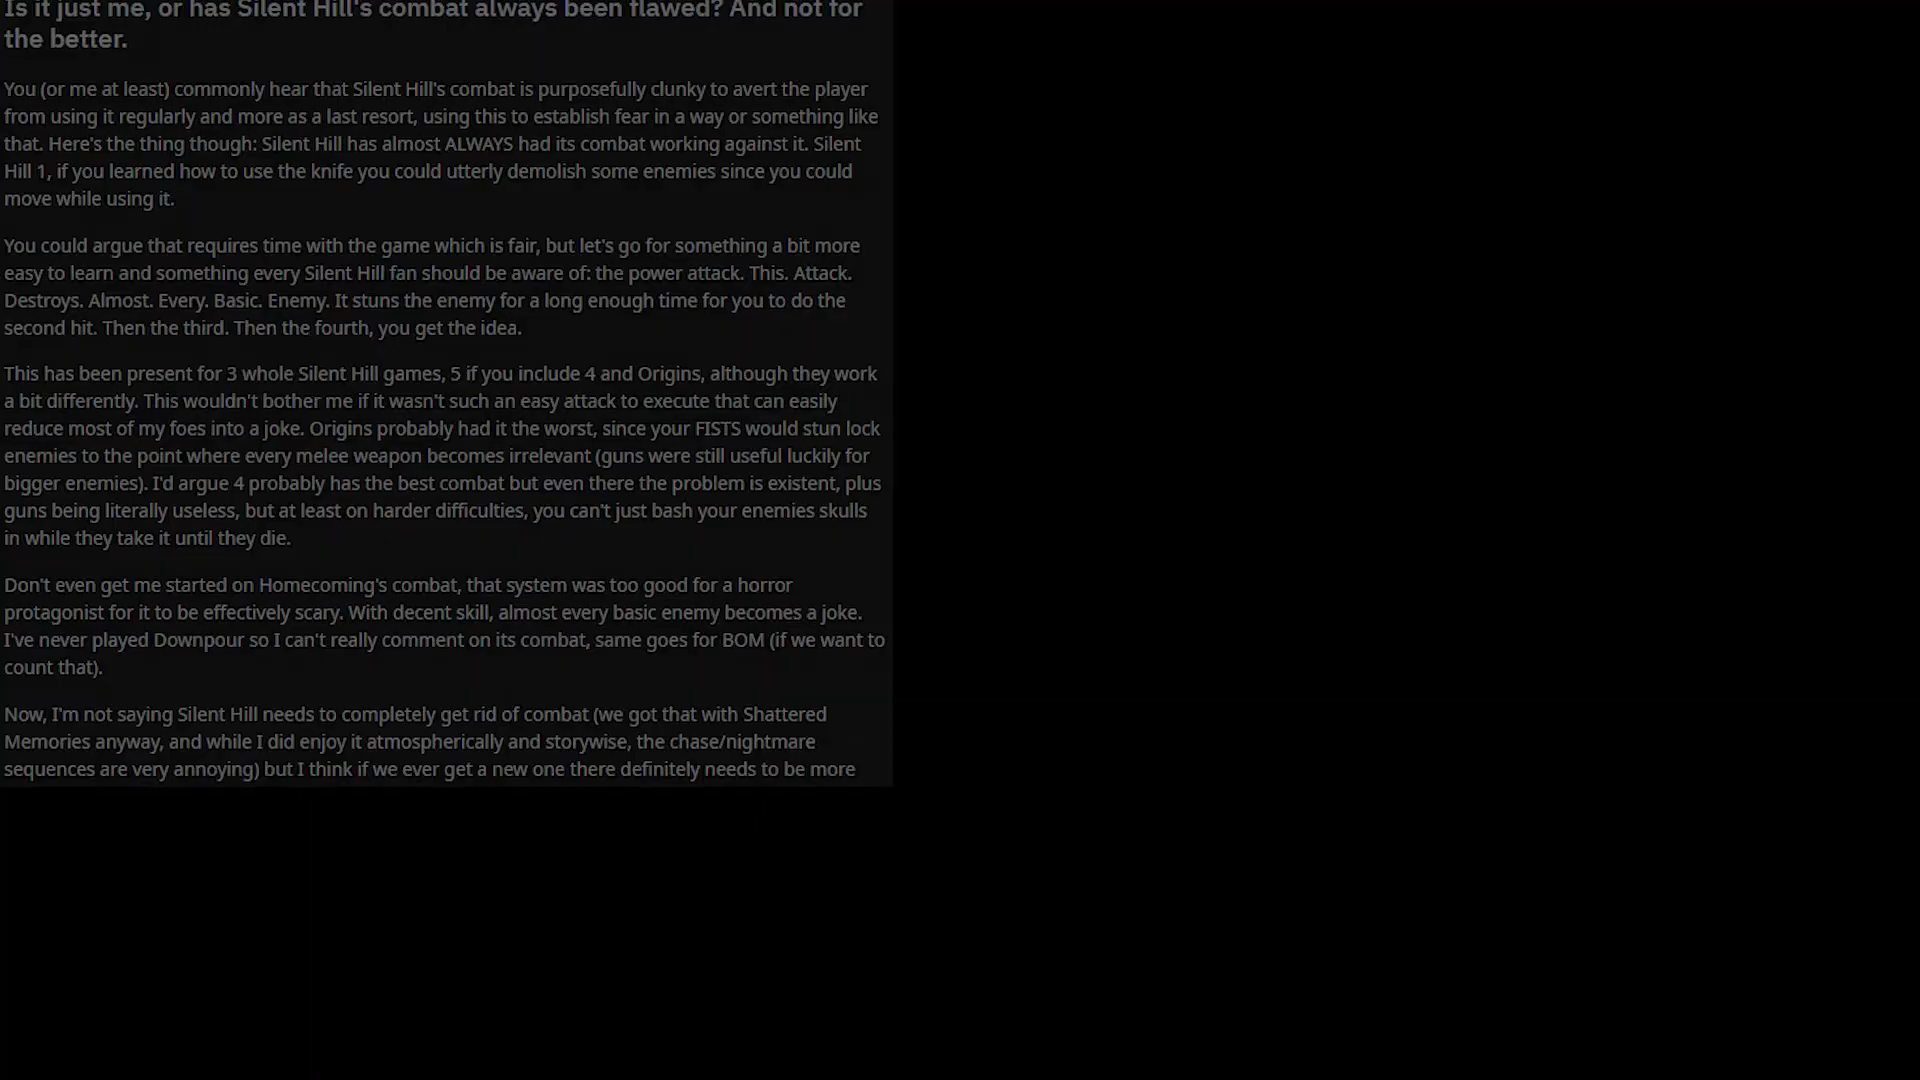 Is it just me, or has Silent Hill's combat always been flawed? And not for
the better.
You (or me at least) commonly hear that Silent Hill's combat is purposefully clunky to avert the player
from using it regularly and more as a last resort, using this to establish fear in a way or something like
that. Here's the thing though: Silent Hill has almost ALWAYS had its combat working against it. Silent
Hill 1, if you learned how to use the knife you could utterly demolish some enemies since you could
move while using it.
You could argue that requires time with the game which is fair, but let's go for something a bit more
easy to learn and something every Silent Hill fan should be aware of: the power attack. This. Attack.
Destroys. Almost. Every. Basic. Enemy. It stuns the enemy for a long enough time for you to do the
second hit. Then the third. Then the fourth, you get the idea.
This has been present for 3 whole Silent Hill games, 5 if you include 4 and Origins, although they work
a bit differently. This wouldn't bother me if it wasn't such an easy attack to execute that can easily
reduce most of my foes into a joke. Origins probably had it the worst, since your FISTS would stun lock
enemies to the point where every melee weapon becomes irrelevant (guns were still useful luckily for
bigger enemies). I'd argue 4 probably has the best combat but even there the problem is existent, plus
guns being literally useless, but at least on harder difficulties, you can't just bash your enemies skulls
in while they take it until they die.
Don't even get me started on Homecoming's combat, that system was too good for a horror
protagonist for it to be effectively scary. With decent skill, almost every basic enemy becomes a joke.
I've never played Downpour so I can't really comment on its combat, same goes for BOM (if we want to
count that).
Now, I'm not saying Silent Hill needs to completely get rid of combat (we got that with Shattered
Memories anyway, and while I did enjoy it atmospherically and storywise, the chase/nightmare
sequences are very annoying) but I think if we ever get a new one there definitely needs to be more